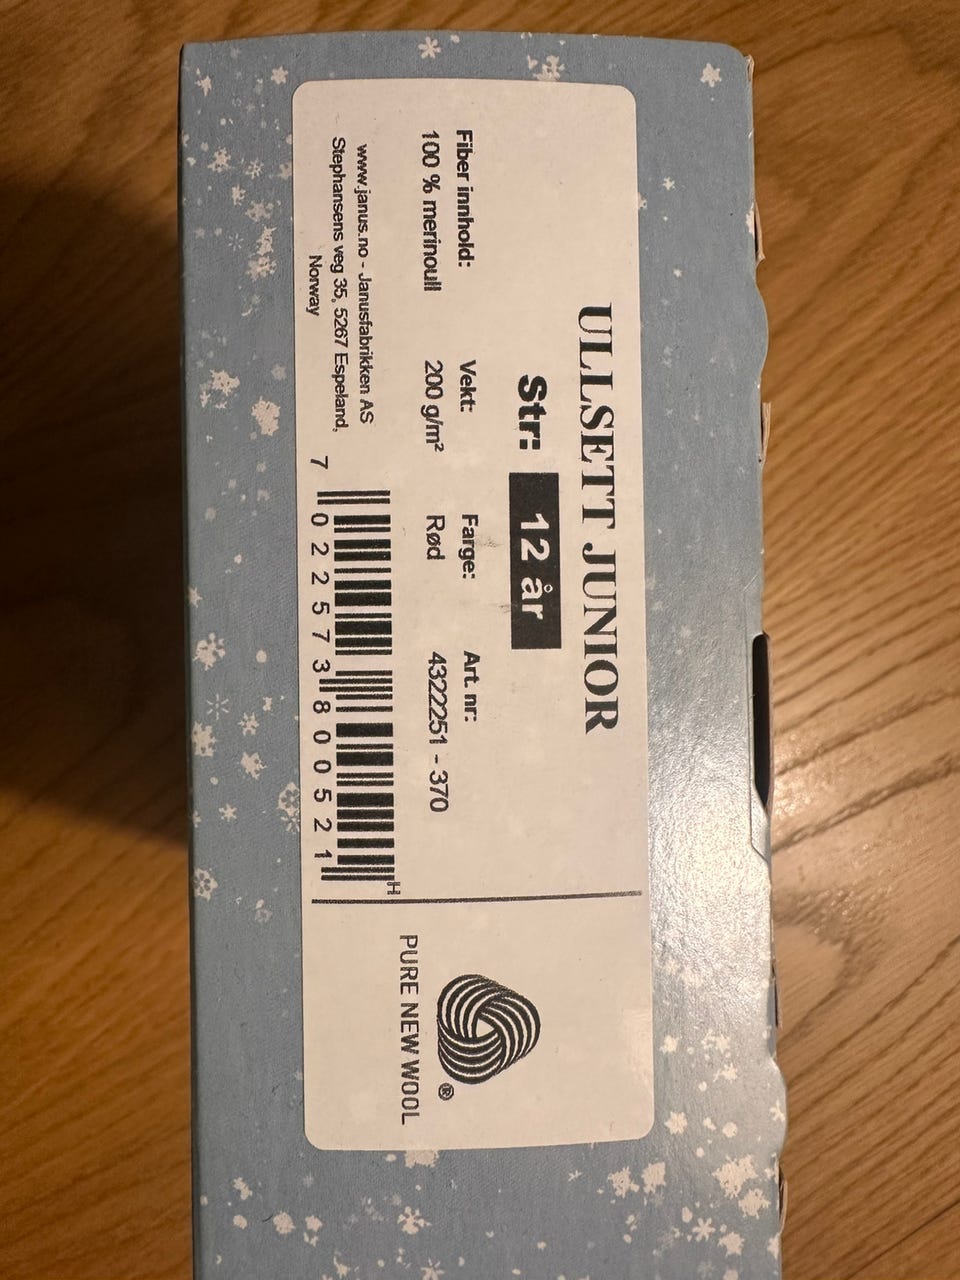 ULLSETT JUNIOR
Str: 12 år
Fiber innhold: Vekt: Farge: Art. nr:
100 % merinoull 200 g/m² Rød 4322251 - 370
www.janus.no - Janusfabrikken AS
Stephansens veg 35, 5267 Espeland,
Norway
H
7 022573 800521
®
PURE NEW WOOL